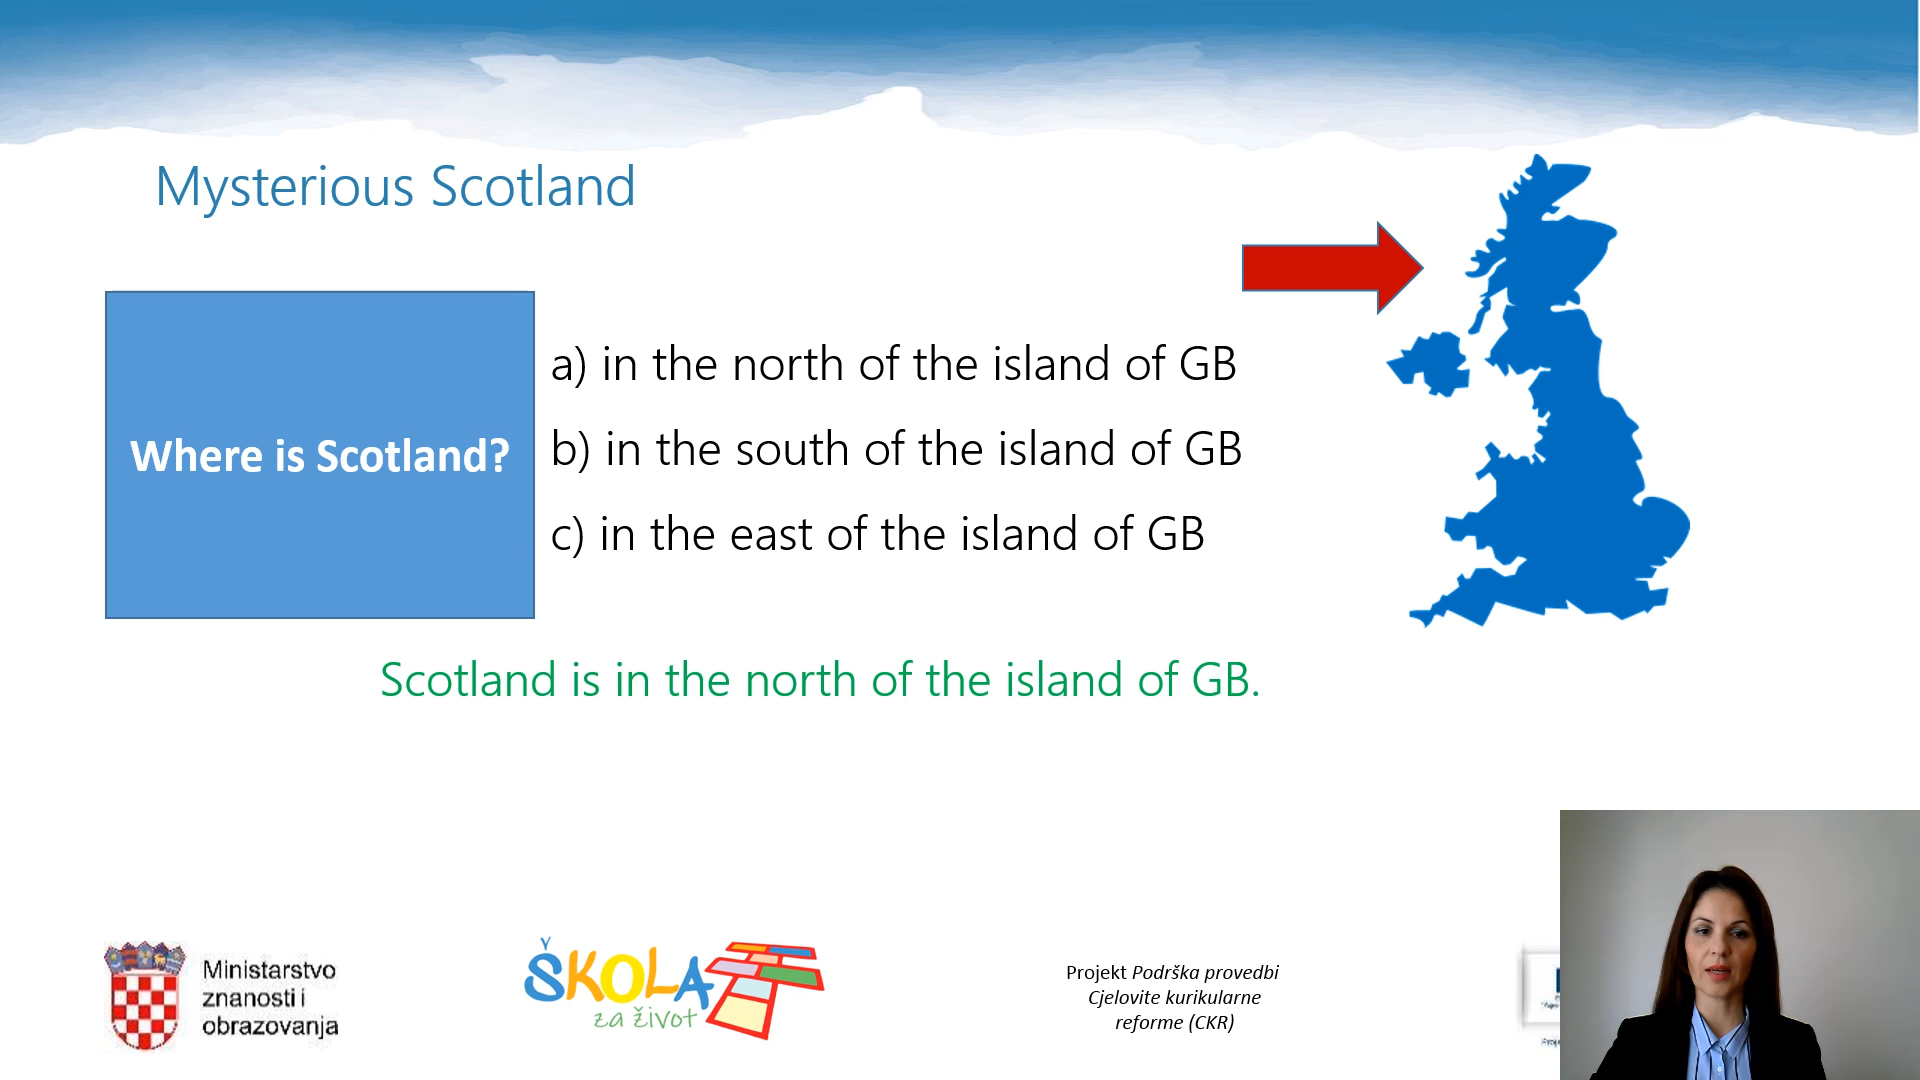 Mysterious Scotland
Where is Scotland?
a) in the north of the island of GB
b) in the south of the island of GB
c) in the east of the island of GB
Scotland is in the north of the island of GB.
Ministarstvo
znanosti i
obrazovanja
ŠKOLA
za život
Projekt Podrška provedbi
Cjelovite kurikularne
reforme (CKR)